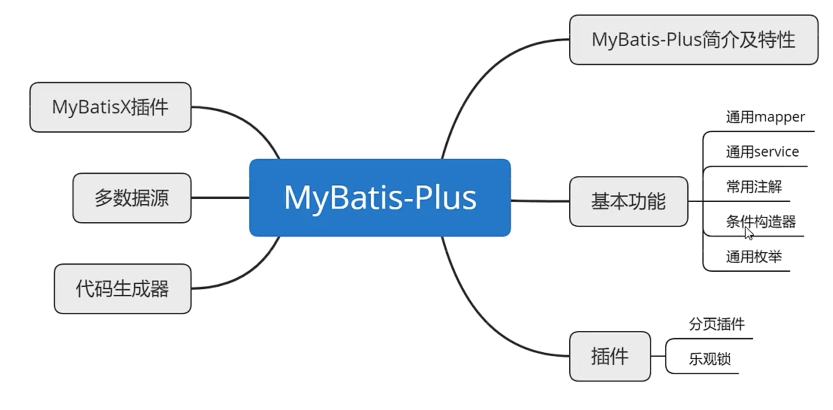 MyBatis-Plus
MyBatis-Plus简介及特性
基本功能
通用mapper
通用service
常用注解
条件构造器
通用枚举
插件
分页插件
乐观锁
MyBatisX插件
多数据源
代码生成器